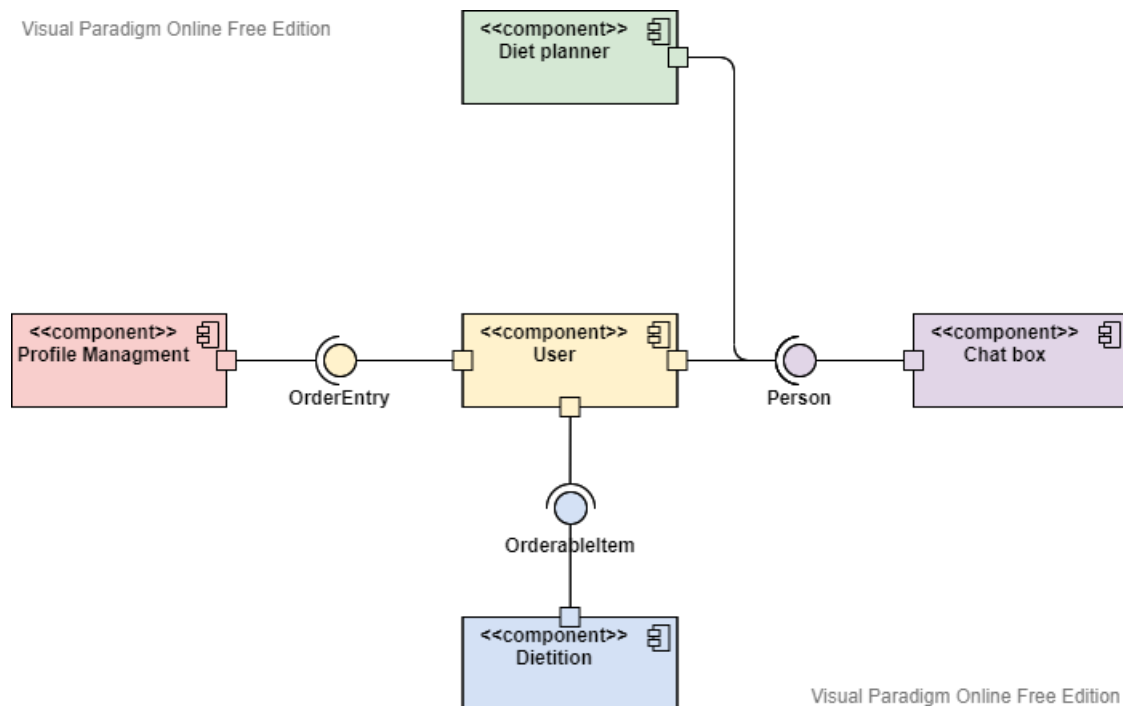 Visual Paradigm Online Free Edition
<<component>>
Diet planner
<<component>>
Profile Managment
OrderEntry
<<component>>
User
Person
<<component>>
Chat box
OrderableItem
<<component>>
Dietition
Visual Paradigm Online Free Edition